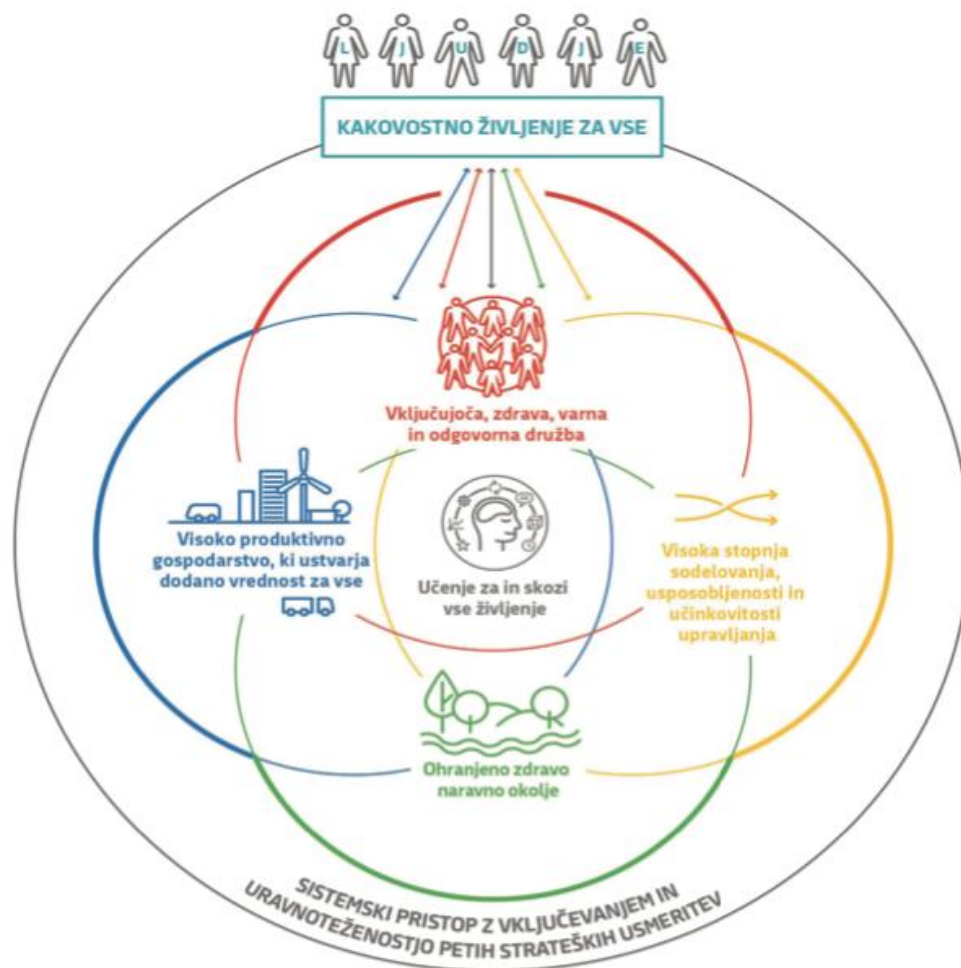 L J U D J E
KAKOVOSTNO ŽIVLJENJE ZA VSE
Vključujoča, zdrava, varna
in odgovorna družba
Visoko produktivno
gospodarstvo, ki ustvarja
dodano vrednost za vse
Učenje za in skozi
vse življenje
Visoka stopnja
sodelovanja,
usposobljenosti in
učinkovitosti
upravljanja
Ohranjeno zdravo
naravno okolje
SISTEMSKI PRISTOP Z VKLJUČEVANJEM IN
URAVNOTEŽENOSTJO PETIH STRATEŠKIH USMERITEV